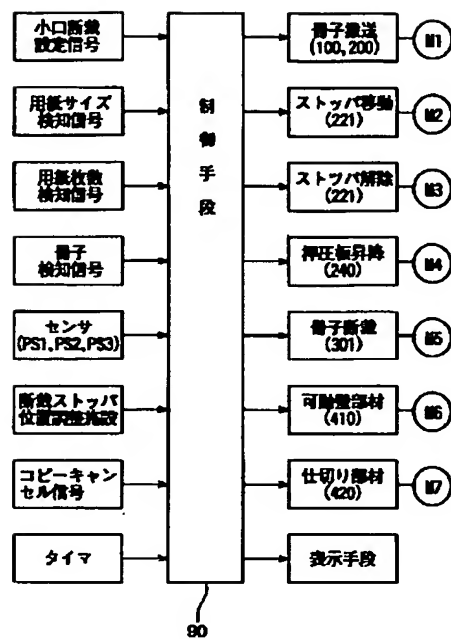 小口断裁
設定信号
用紙サイズ
検知信号
用紙枚数
検知信号
冊子
検知信号
センサ
(PS1,PS2,PS3)
断裁ストッパ
位置調整施設
コピーキャン
セル信号
タイマ
制御手段
90
冊子搬送
(100,200)
M1
ストッパ移動
(221)
M2
ストッパ解除
(221)
M3
押圧板昇降
(240)
M4
冊子断裁
(301)
M5
可動壁部材
(410)
M6
仕切り部材
(420)
M7
表示手段